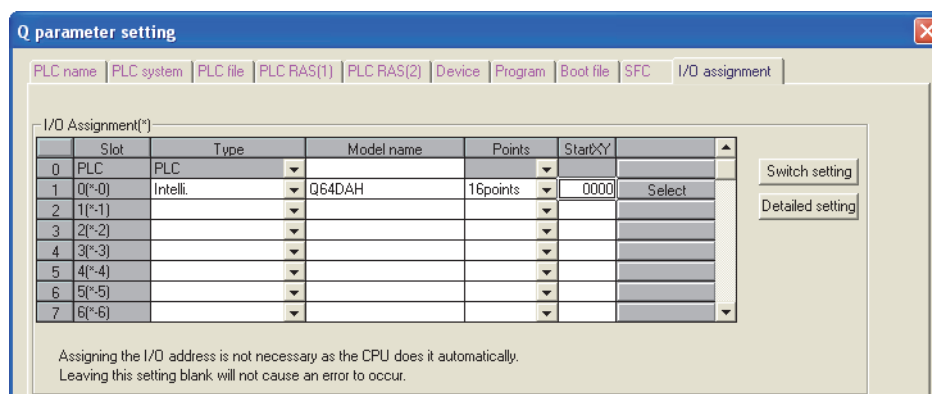 Q parameter setting
PLC name PLC system PLC file PLC RAS(1) PLC RAS(2) Device Program Boot file SFC I/O assignment
I/O Assignment(*)
Slot Type Model name Points StartXY
0 PLC PLC
1 0(*-0) Intelli. Q64DAH 16points 0000 Select
2 1(*-1)
3 2(*-2)
4 3(*-3)
5 4(*-4)
6 5(*-5)
7 6(*-6)
Switch setting
Detailed setting
Assigning the I/O address is not necessary as the CPU does it automatically.
Leaving this setting blank will not cause an error to occur.